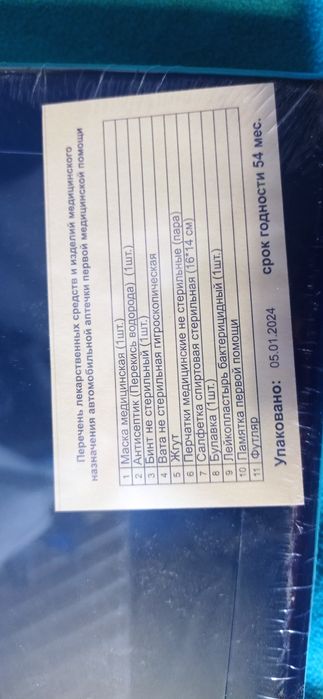 Перечень лекарственных средств и изделий медицинского
назначения автомобильной аптечки первой медицинской помощи
1 Маска медицинская (1шт.)
2 Антисептик (Перекись водорода) (1шт.)
3 Бинт не стерильный (1шт.)
4 Вата не стерильная гигроскопическая
5 Жгут
6 Перчатки медицинские не стерильные (пара)
7 Салфетка спиртовая стерильная (16*14 см)
8 Булавка (1шт.)
9 Лейкопластырь бактерицидный (1шт.)
10 Памятка первой помощи
11 Футляр
Упаковано: 05.01.2024 срок годности 54 мес.